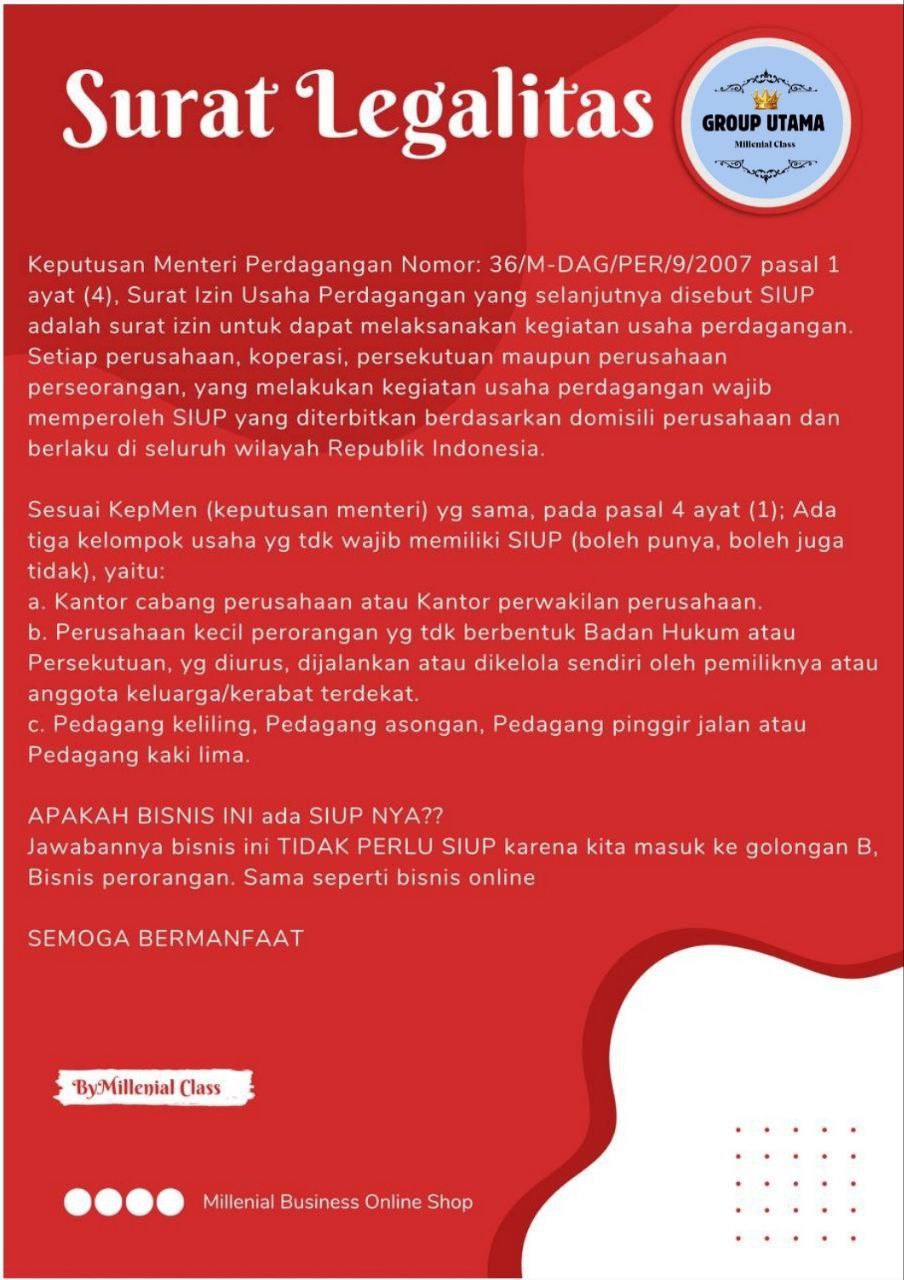 Surat Legalitas
GROUP UTAMA
Millenial Class
Keputusan Menteri Perdagangan Nomor: 36/M-DAG/PER/9/2007 pasal 1
ayat (4), Surat Izin Usaha Perdagangan yang selanjutnya disebut SIUP
adalah surat izin untuk dapat melaksanakan kegiatan usaha perdagangan.
Setiap perusahaan, koperasi, persekutuan maupun perusahaan
perseorangan, yang melakukan kegiatan usaha perdagangan wajib
memperoleh SIUP yang diterbitkan berdasarkan domisili perusahaan dan
berlaku di seluruh wilayah Republik Indonesia.
Sesuai KepMen (keputusan menteri) yg sama, pada pasal 4 ayat (1); Ada
tiga kelompok usaha yg tdk wajib memiliki SIUP (boleh punya, boleh juga
tidak), yaitu:
a. Kantor cabang perusahaan atau Kantor perwakilan perusahaan.
b. Perusahaan kecil perorangan yg tdk berbentuk Badan Hukum atau
Persekutuan, yg diurus, dijalankan atau dikelola sendiri oleh pemiliknya atau
anggota keluarga/kerabat terdekat.
c. Pedagang keliling, Pedagang asongan, Pedagang pinggir jalan atau
Pedagang kaki lima.
APAKAH BISNIS INI ada SIUP NYA??
Jawabannya bisnis ini TIDAK PERLU SIUP karena kita masuk ke golongan B,
Bisnis perorangan. Sama seperti bisnis online
SEMOGA BERMANFAAT
ByMillenial Class
Millenial Business Online Shop